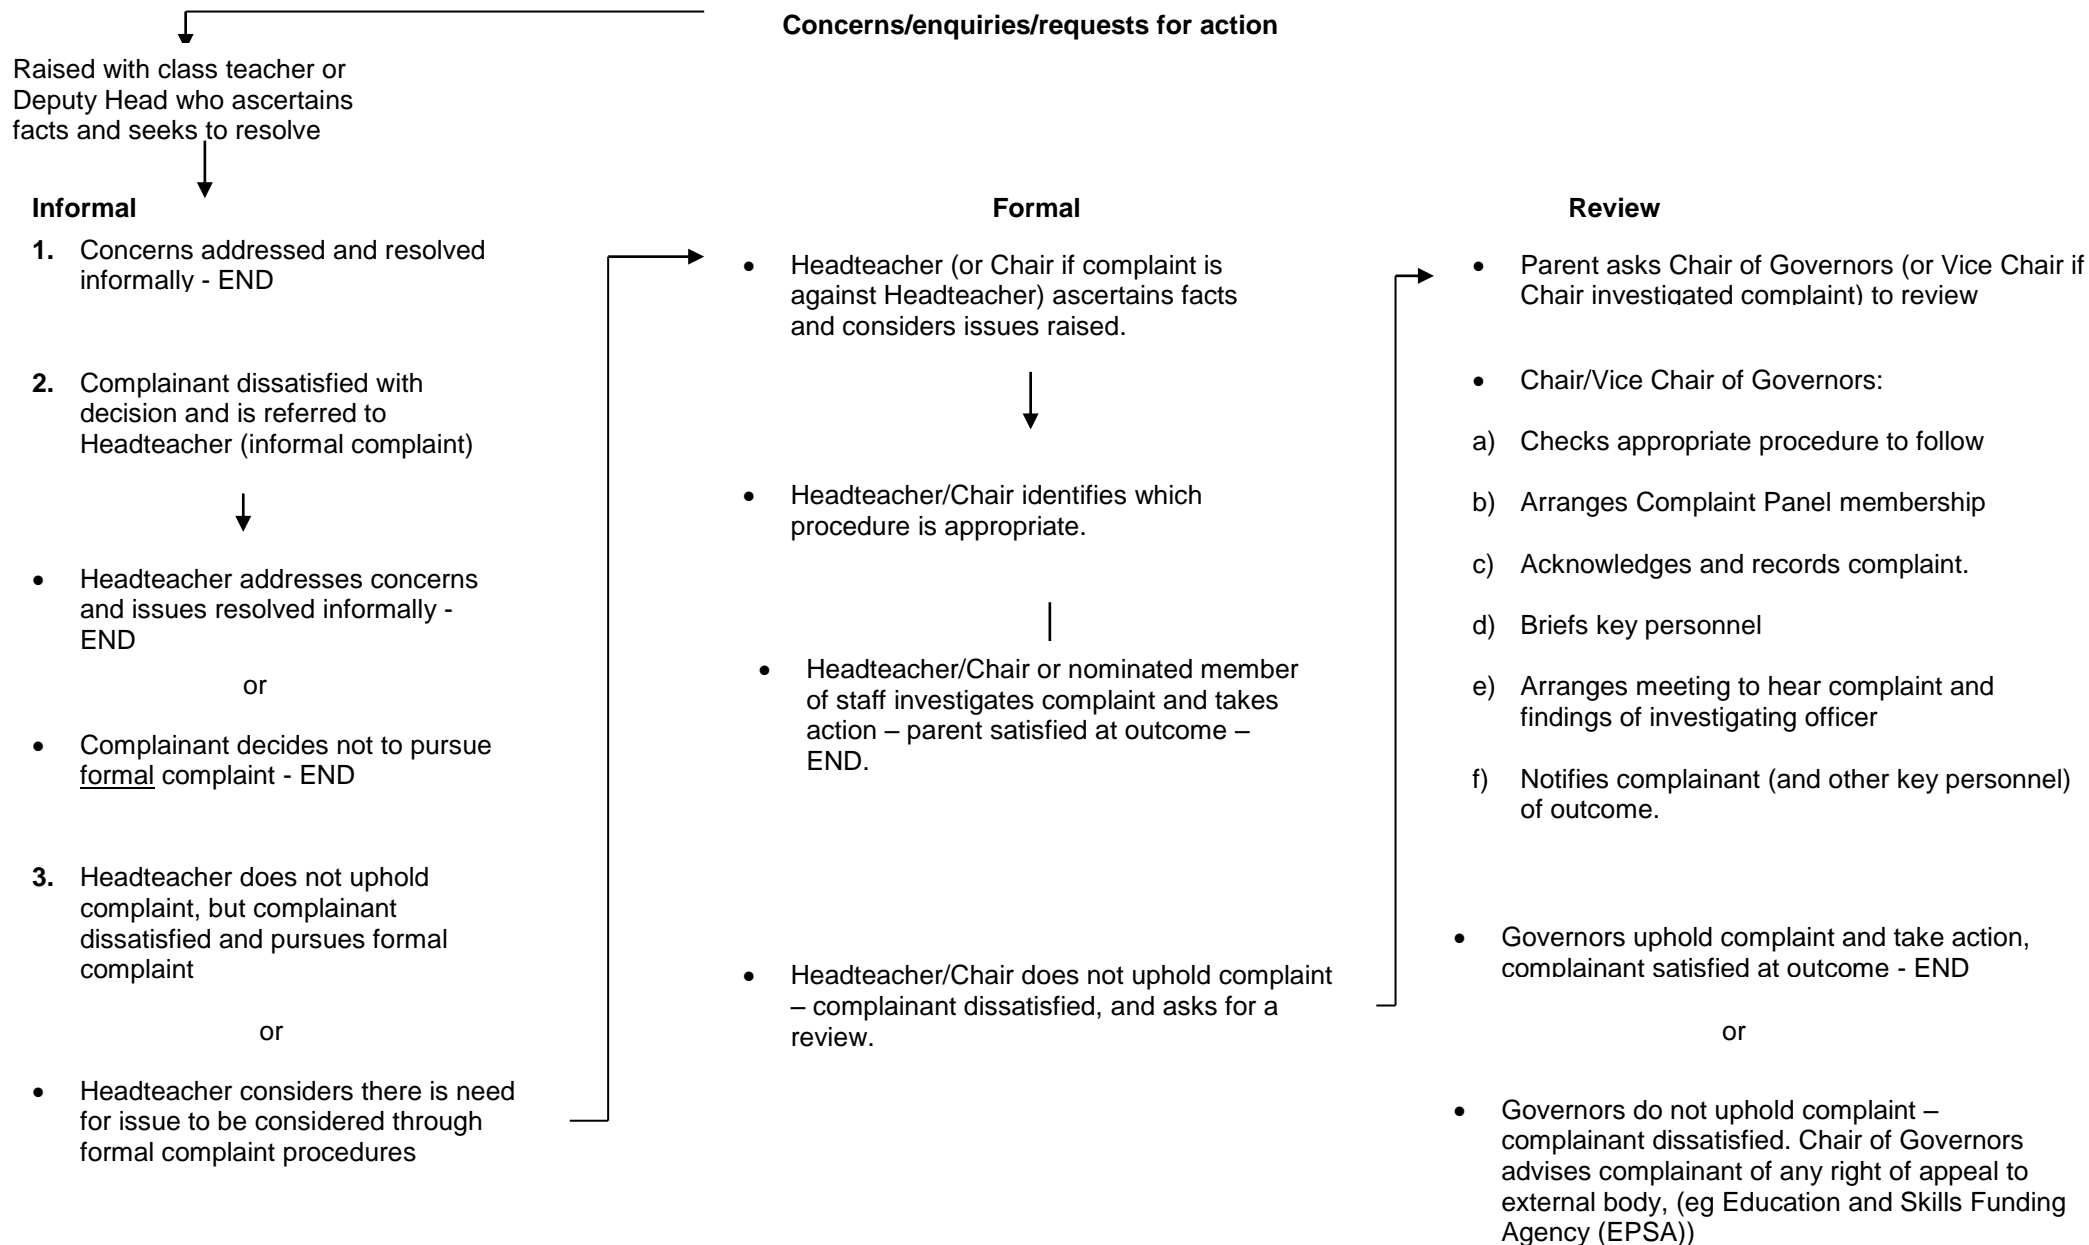 Concerns/enquiries/requests for action
Raised with class teacher or
Deputy Head who ascertains
facts and seeks to resolve
Informal
1. Concerns addressed and resolved
informally - END
2. Complainant dissatisfied with
decision and is referred to
Headteacher (informal complaint)
• Headteacher addresses concerns
and issues resolved informally -
END
or
• Complainant decides not to pursue
formal complaint - END
3. Headteacher does not uphold
complaint, but complainant
dissatisfied and pursues formal
complaint
or
• Headteacher considers there is need
for issue to be considered through
formal complaint procedures
Formal
• Headteacher (or Chair if complaint is
against Headteacher) ascertains facts
and considers issues raised.
• Headteacher/Chair identifies which
procedure is appropriate.
• Headteacher/Chair or nominated member
of staff investigates complaint and takes
action – parent satisfied at outcome –
END.
• Headteacher/Chair does not uphold complaint
– complainant dissatisfied, and asks for a
review.
Review
• Parent asks Chair of Governors (or Vice Chair if
Chair investigated complaint) to review
• Chair/Vice Chair of Governors:
a) Checks appropriate procedure to follow
b) Arranges Complaint Panel membership
c) Acknowledges and records complaint.
d) Briefs key personnel
e) Arranges meeting to hear complaint and
findings of investigating officer
f) Notifies complainant (and other key personnel)
of outcome.
• Governors uphold complaint and take action,
complainant satisfied at outcome - END
or
• Governors do not uphold complaint –
complainant dissatisfied. Chair of Governors
advises complainant of any right of appeal to
external body, (eg Education and Skills Funding
Agency (EPSA))